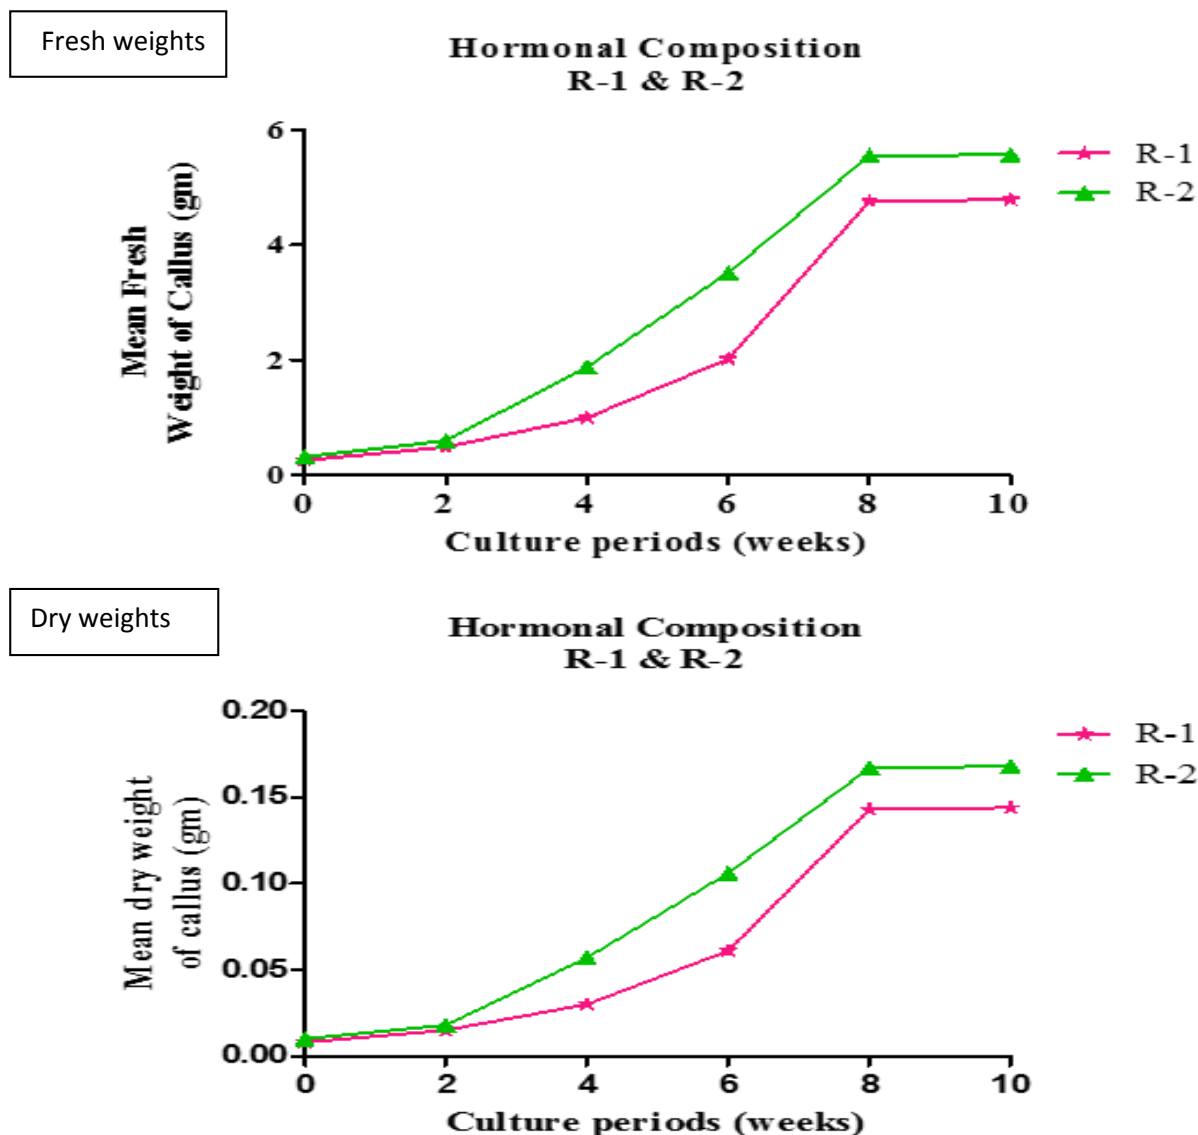 Fresh weights
Hormonal Composition
R-1 & R-2
Mean Fresh
Weight of Callus (gm)
6
4
2
0
0 2 4 6 8 10
Culture periods (weeks)
R-1
R-2
Dry weights
Hormonal Composition
R-1 & R-2
Mean dry weight
of callus (gm)
0.20
0.15
0.10
0.05
0.00
0 2 4 6 8 10
Culture periods (weeks)
R-1
R-2